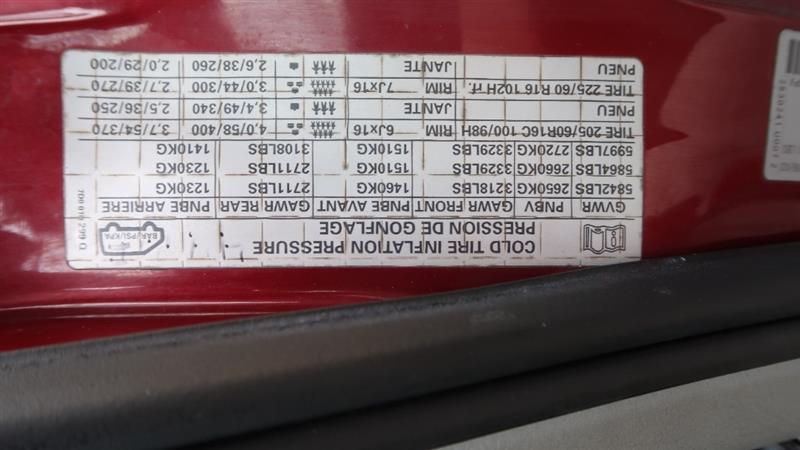 COLD TIRE INFLATION PRESSURE
PRESSION DE GONFLAGE
BAR/PSI/KPA
7D0 010 299 Q
GVWR PNBV GAWR FRONT PNBE AVANT GAWR REAR PNBE ARRIERE
5842LBS 2650KG 3218LBS 1460KG 2711LBS 1230KG
5864LBS 2660KG 3329LBS 1510KG 2711LBS 1230KG
5997LBS 2720KG 3329LBS 1510KG 3108LBS 1410KG
TIRE 205/60R16C 100/98H RIM 6Jx16 4,0/58/400 3,7/54/370
PNEU JANTE 3,4/49/340 2,5/36/250
TIRE 225/60 R16 102H rf. RIM 7Jx16 3,0/44/300 2,7/39/270
PNEU JANTE 2,6/38/260 2,0/29/200